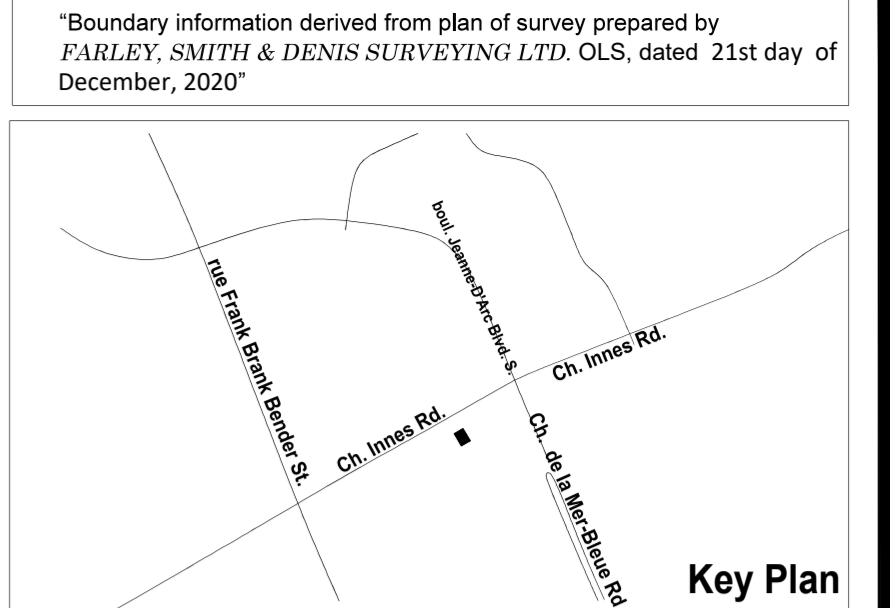 “Boundary information derived from plan of survey prepared by
FARLEY, SMITH & DENIS SURVEYING LTD. OLS, dated 21st day of
December, 2020”
boul. Jeanne-D'Arc Blvd. S.
rue Frank Brank Bender St.
Ch. Innes Rd.
Ch. Innes Rd.
Ch. de la Mer-Bleue Rd
Key Plan